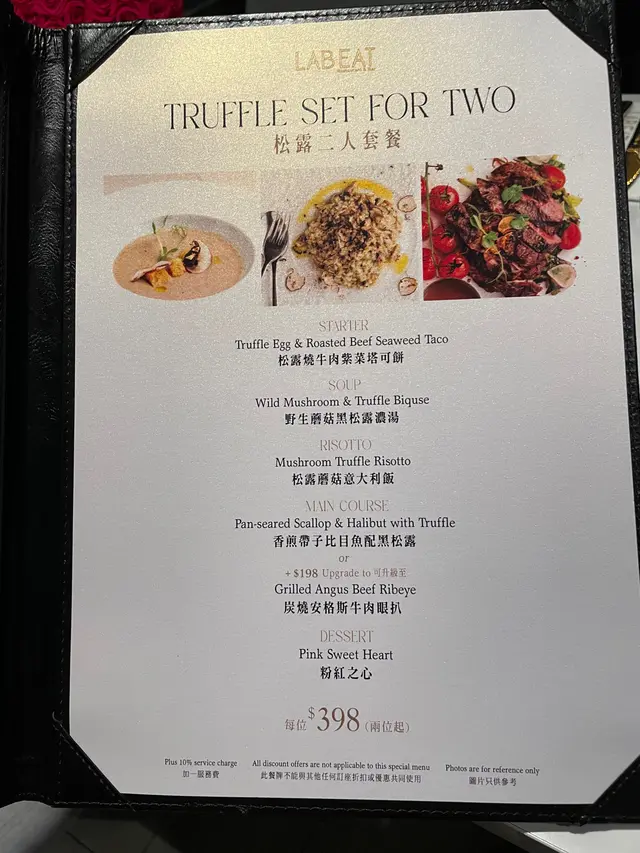 LABEAT
TRUFFLE SET FOR TWO
松露二人套餐
STARTER
Truffle Egg & Roasted Beef Seaweed Taco
松露燒牛肉紫菜塔可餅
SOUP
Wild Mushroom & Truffle Biquse
野生蘑菇黑松露濃湯
RISOTTO
Mushroom Truffle Risotto
松露蘑菇意大利飯
MAIN COURSE
Pan-seared Scallop & Halibut with Truffle
香煎帶子比目魚配黑松露
or
+ $198 Upgrade to 可升級至
Grilled Angus Beef Ribeye
炭燒安格斯牛肉眼扒
DESSERT
Pink Sweet Heart
粉紅之心
每位 $398 (兩位起)
Plus 10% service charge
加一服務費
All discount offers are not applicable to this special menu
此餐牌不能與其他任何訂座折扣或優惠共同使用
Photos are for reference only
圖片只供參考